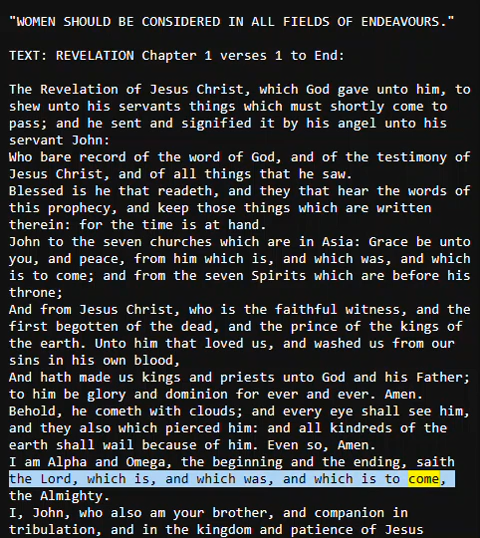 "WOMEN SHOULD BE CONSIDERED IN ALL FIELDS OF ENDEAVOURS."
TEXT: REVELATION Chapter 1 verses 1 to End:
The Revelation of Jesus Christ, which God gave unto him, to
shew unto his servants things which must shortly come to
pass; and he sent and signified it by his angel unto his
servant John:
Who bare record of the word of God, and of the testimony of
Jesus Christ, and of all things that he saw.
Blessed is he that readeth, and they that hear the words of
this prophecy, and keep those things which are written
therein: for the time is at hand.
John to the seven churches which are in Asia: Grace be unto
you, and peace, from him which is, and which was, and which
is to come; and from the seven Spirits which are before his
throne;
And from Jesus Christ, who is the faithful witness, and the
first begotten of the dead, and the prince of the kings of
the earth. Unto him that loved us, and washed us from our
sins in his own blood,
And hath made us kings and priests unto God and his Father;
to him be glory and dominion for ever and ever. Amen.
Behold, he cometh with clouds; and every eye shall see him,
and they also which pierced him: and all kindreds of the
earth shall wail because of him. Even so, Amen.
I am Alpha and Omega, the beginning and the ending, saith
the Lord, which is, and which was, and which is to come,
the Almighty.
I, John, who also am your brother, and companion in
tribulation, and in the kingdom and patience of Jesus